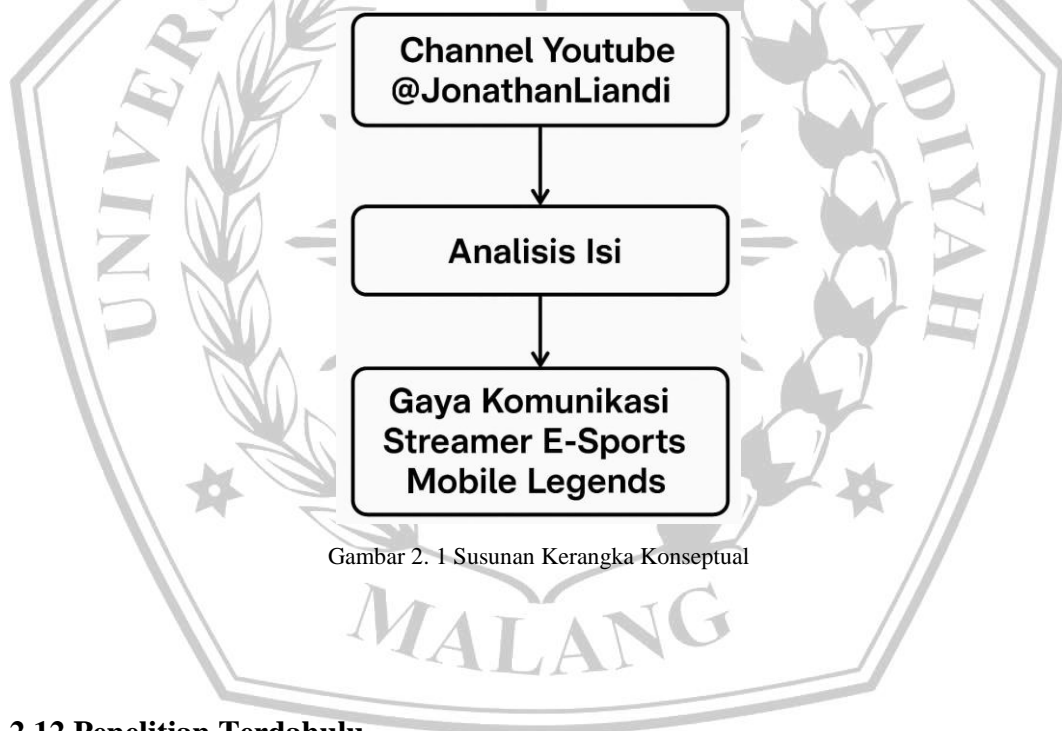 Channel Youtube
@JonathanLiandi
Analisis Isi
Gaya Komunikasi
Streamer E-Sports
Mobile Legends
Gambar 2. 1 Susunan Kerangka Konseptual
MALANG
2.12 Penelitian Terdahulu